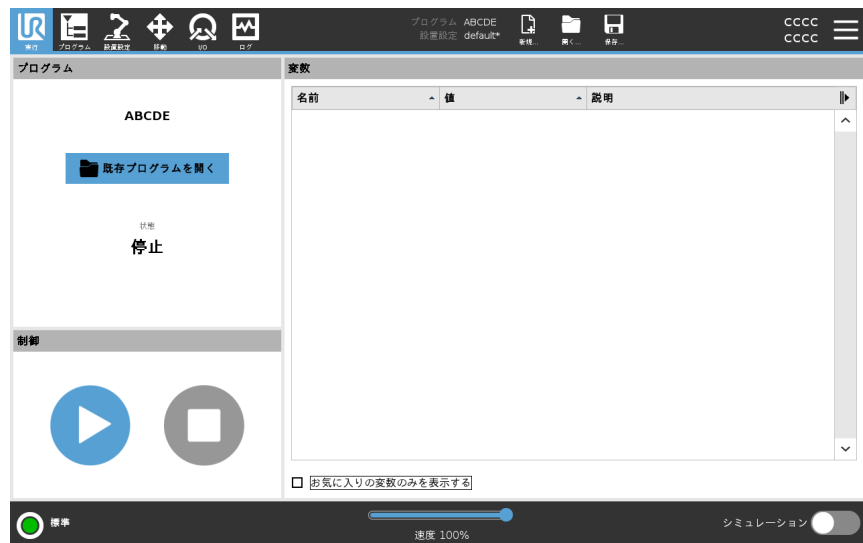 プログラム ABCDE
設置設定 default*
CCCC
CCCC
実行
プログラム
設置設定
移動
I/O
ログ
新規...
開く...
保存...
プログラム
変数
名前
値
説明
ABCDE
既存プログラムを開く
状態
停止
制御
お気に入りの変数のみを表示する
標準
速度 100%
シミュレーション